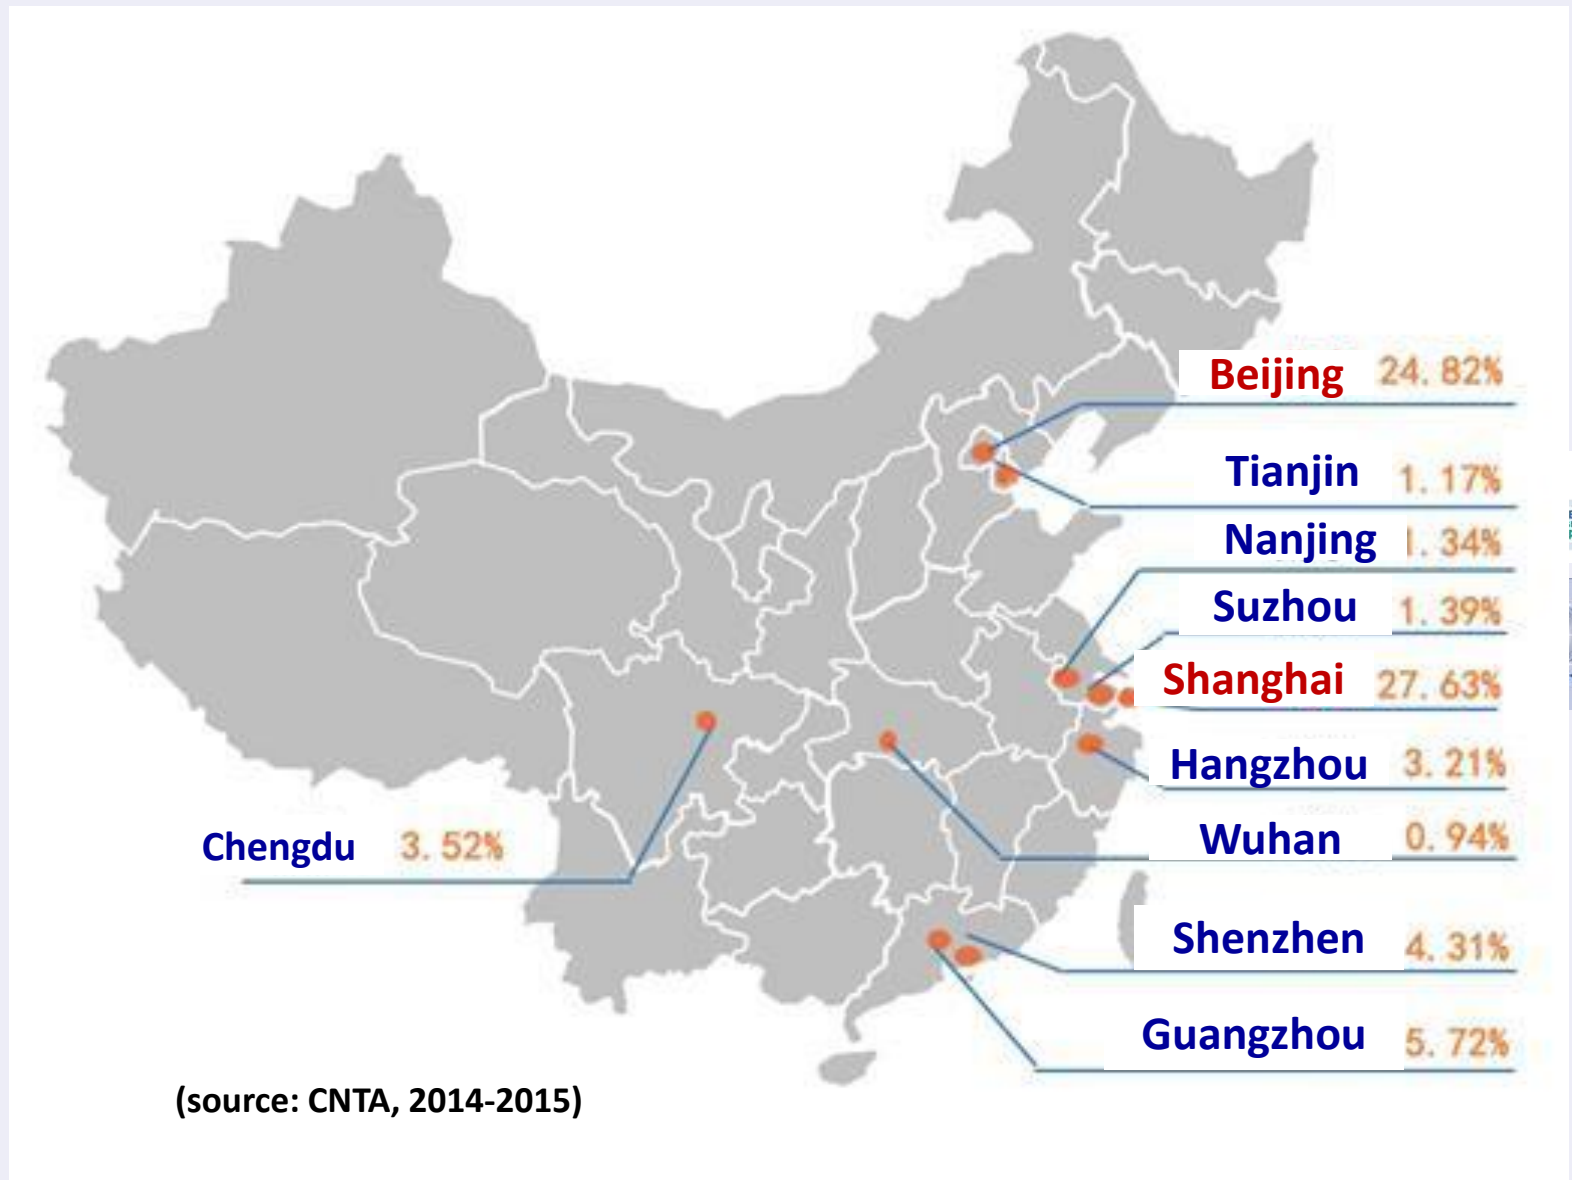 Beijing 24.82%
Tianjin 1.17%
Nanjing 1.34%
Suzhou 1.39%
Shanghai 27.63%
Hangzhou 3.21%
Wuhan 0.94%
Chengdu 3.52%
Shenzhen 4.31%
Guangzhou 5.72%
(source: CNTA, 2014-2015)